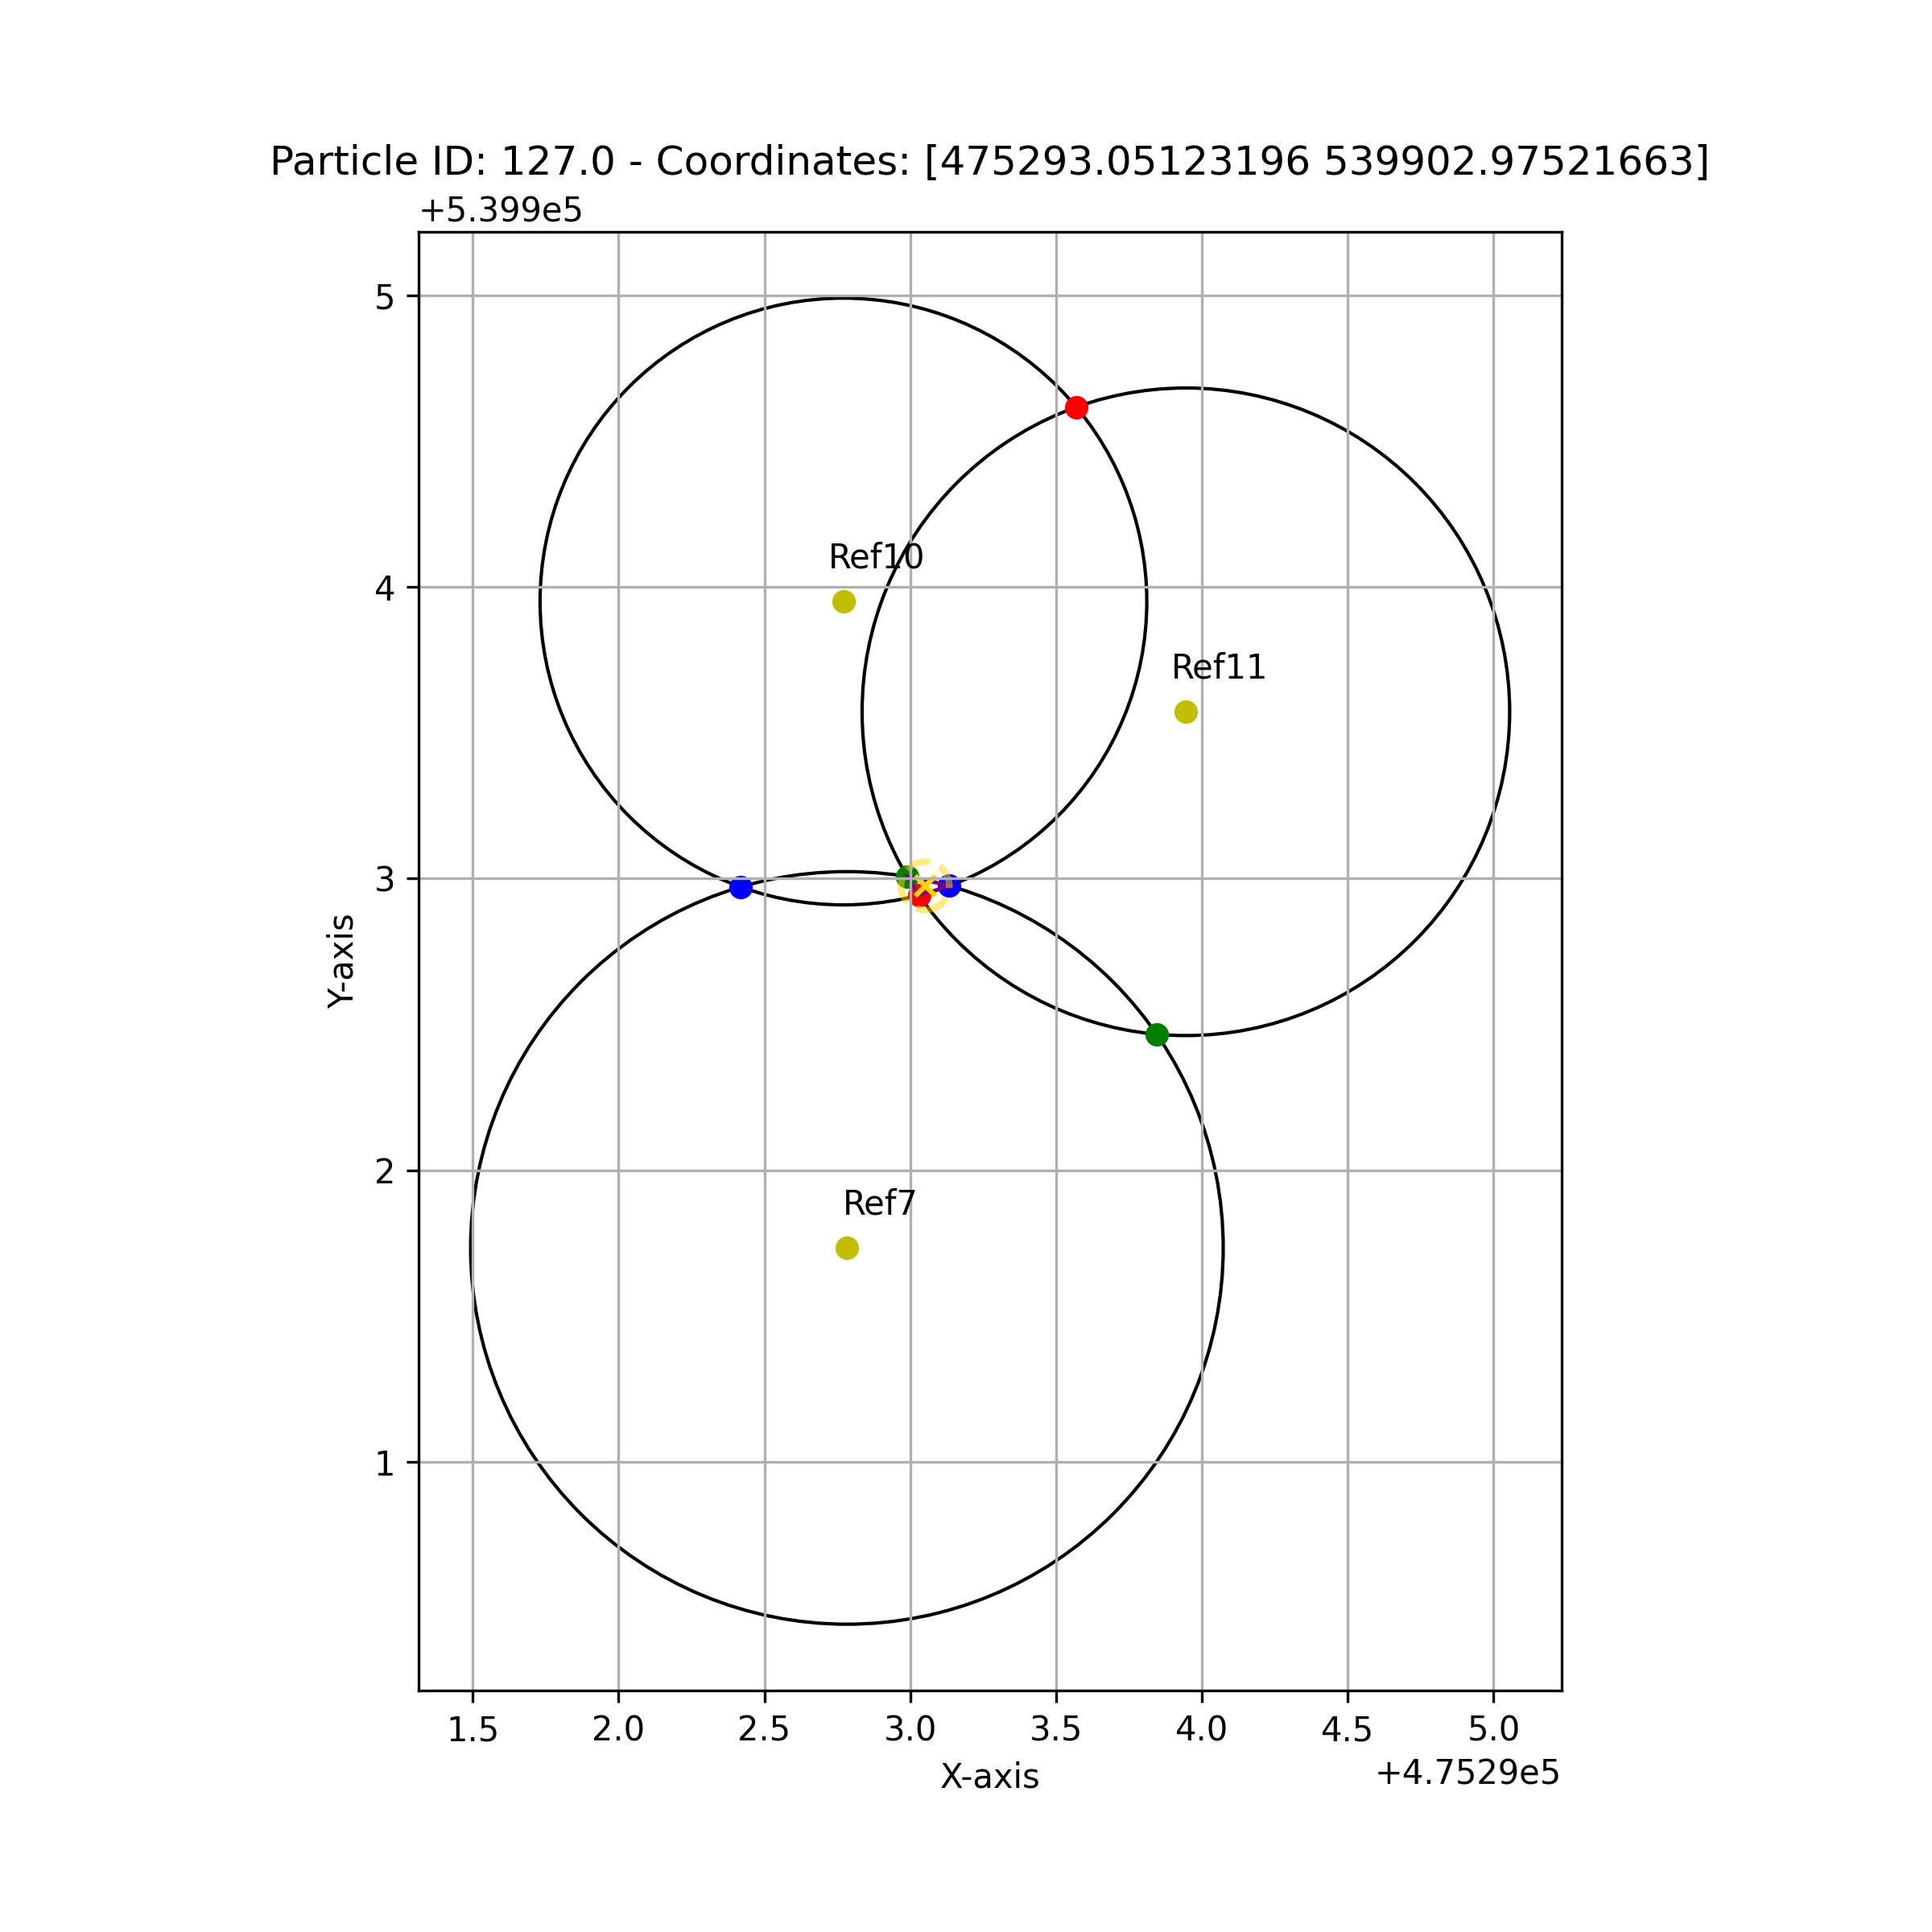 Particle ID: 127.0 - Coordinates: [475293.05123196 539902.97521663]
+5.399e5
5
4
3
2
1
Y-axis
Ref10
Ref11
Ref7
1.5 2.0 2.5 3.0 3.5 4.0 4.5 5.0
X-axis
+4.7529e5